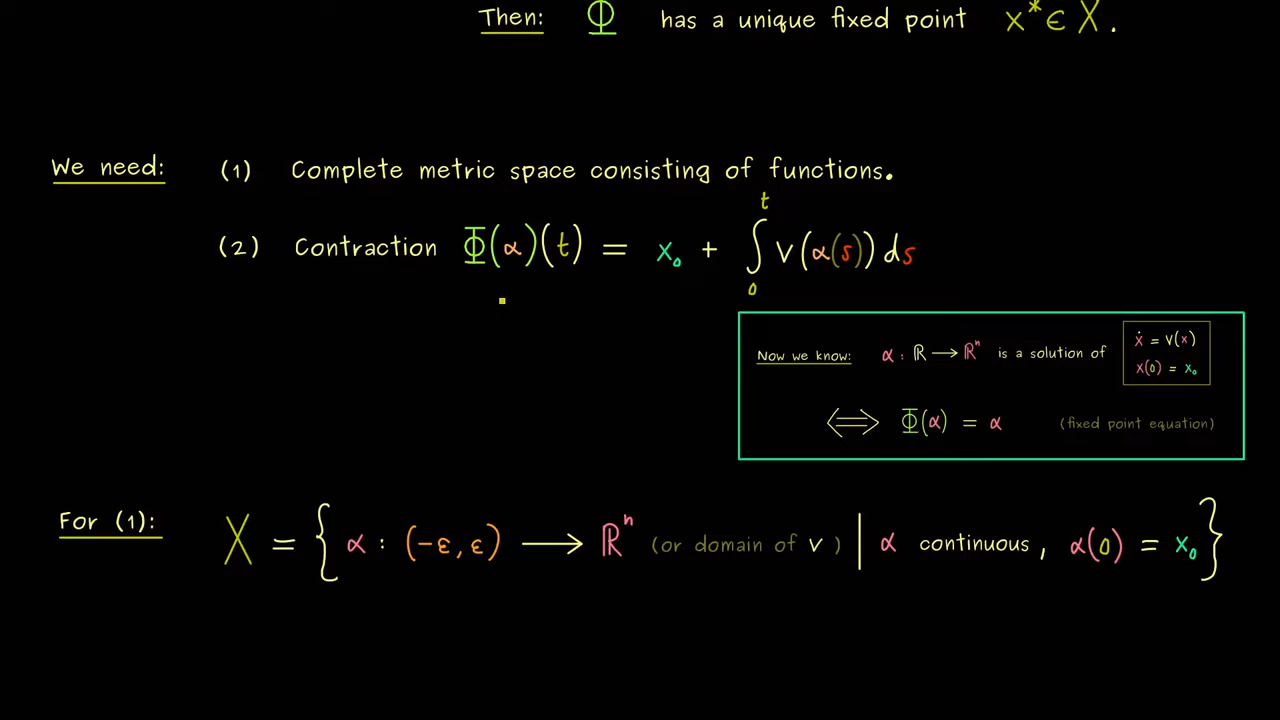 Then: Φ has a unique fixed point x* ∈ X.
We need: (1) Complete metric space consisting of functions.
(2) Contraction Φ(α)(t) = x₀ + ∫₀ᵗ v(α(s)) ds
Now we know: α : ℝ ⟶ ℝⁿ is a solution of ẋ = v(x)
x(0) = x₀
⟺ Φ(α) = α (fixed point equation)
For (1): X = { α : (-ε, ε) ⟶ ℝⁿ (or domain of v) | α continuous, α(0) = x₀ }